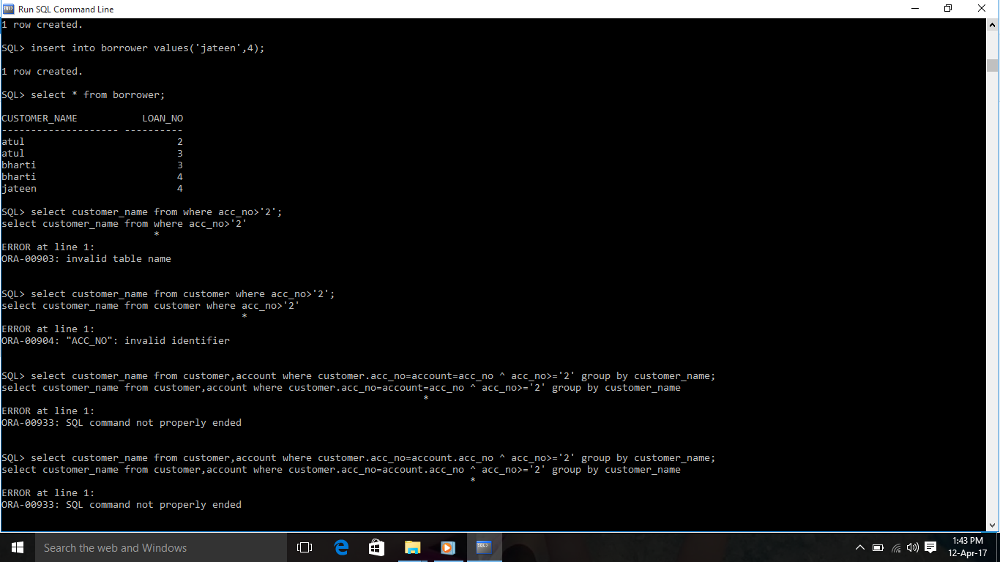 Run SQL Command Line
1 row created.
SQL> insert into borrower values('jateen',4);
1 row created.
SQL> select * from borrower;
CUSTOMER_NAME LOAN_NO
-------------------- ----------
atul 2
atul 3
bharti 3
bharti 4
jateen 4
SQL> select customer_name from where acc_no>'2';
select customer_name from where acc_no>'2'
*
ERROR at line 1:
ORA-00903: invalid table name
SQL> select customer_name from customer where acc_no>'2';
select customer_name from customer where acc_no>'2'
*
ERROR at line 1:
ORA-00904: "ACC_NO": invalid identifier
SQL> select customer_name from customer,account where customer.acc_no=account=acc_no ^ acc_no>='2' group by customer_name;
select customer_name from customer,account where customer.acc_no=account=acc_no ^ acc_no>='2' group by customer_name
*
ERROR at line 1:
ORA-00933: SQL command not properly ended
SQL> select customer_name from customer,account where customer.acc_no=account.acc_no ^ acc_no>='2' group by customer_name;
select customer_name from customer,account where customer.acc_no=account.acc_no ^ acc_no>='2' group by customer_name
*
ERROR at line 1:
ORA-00933: SQL command not properly ended
Search the web and Windows
1:43 PM
12-Apr-17